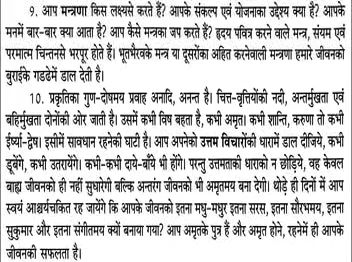 9. आप मन्त्रणा किस लक्ष्यसे करते हैं? आपके संकल्प एवं योजनाका उद्देश्य क्या है? आपके
मनमें बार-बार क्या आता है? आप कैसे मन्त्रका जप करते हैं? हृदय पवित्र करने वाले मन्त्र, संयम एवं
परमात्म चिन्तनसे भरपूर होते हैं। भूतभैरवके मन्त्र या दूसरोंका अहित करनेवाली मन्त्रणा हमारे जीवनको
बुराईके गडढेमें डाल देती है।
10. प्रकृतिका गुण-दोषमय प्रवाह अनादि, अनन्त है। चित्त-वृत्तियोंकी नदी, अन्तर्मुखता एवं
बहिर्मुखता दोनोंकी ओर जाती है। उसमें कभी विष बहता है, कभी अमृत। कभी शान्ति, करुणा तो कभी
ईर्ष्या-द्वेष। इसीमें सावधान रहनेकी घाटी है। आप अपनेको उत्तम विचारोंकी धारामें डाल दीजिये, कभी
डूबेंगे, कभी उतरायेंगे। कभी-कभी दाये-बाँये भी होंगे। परन्तु उत्तमताकी धाराको न छोड़िये, वह केवल
बाह्य जीवनको ही नहीं सुधारेगी बल्कि अन्तरंग जीवनको भी अमृतमय बना देगी। थोड़े ही दिनों में आप
स्वयं आश्चर्यचकित रह जायेंगे कि आपके जीवनको इतना मधु-मधुर इतना सरस, इतना सौरभमय, इतना
सुकुमार और इतना संगीतमय क्यों बनाया गया? आप अमृतके पुत्र हैं और अमृत होने, रहनेमें ही आपके
जीवनकी सफलता है।